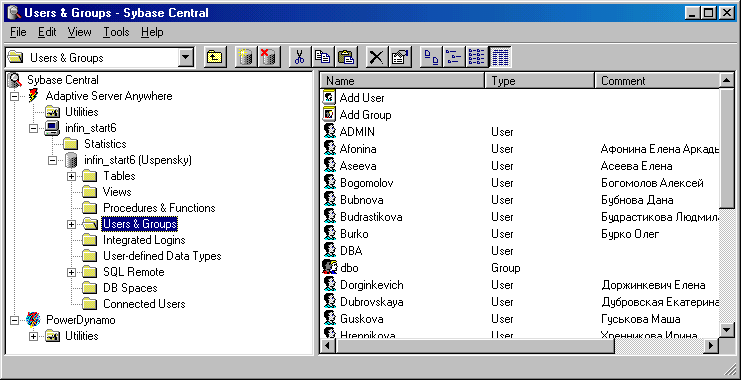 Users & Groups - Sybase Central
File Edit View Tools Help
Users & Groups
Sybase Central
Adaptive Server Anywhere
Utilities
infin_start6
Statistics
infin_start6 (Uspensky)
Tables
Views
Procedures & Functions
Users & Groups
Integrated Logins
User-defined Data Types
SQL Remote
DB Spaces
Connected Users
PowerDynamo
Utilities
Name Type Comment
Add User
Add Group
ADMIN User
Afonina User Афонина Елена Аркадь
Aseeva User Асеева Елена
Bogomolov User Богомолов Алексей
Bubnova User Бубнова Дана
Budrastikova User Будрастикова Людмила
Burko User Бурко Олег
DBA User
dbo Group
Dorginkevich User Доржинкевич Елена
Dubrovskaya User Дубровская Екатерина
Guskova User Гуськова Маша
Hrennikova User Хренникова Ирина